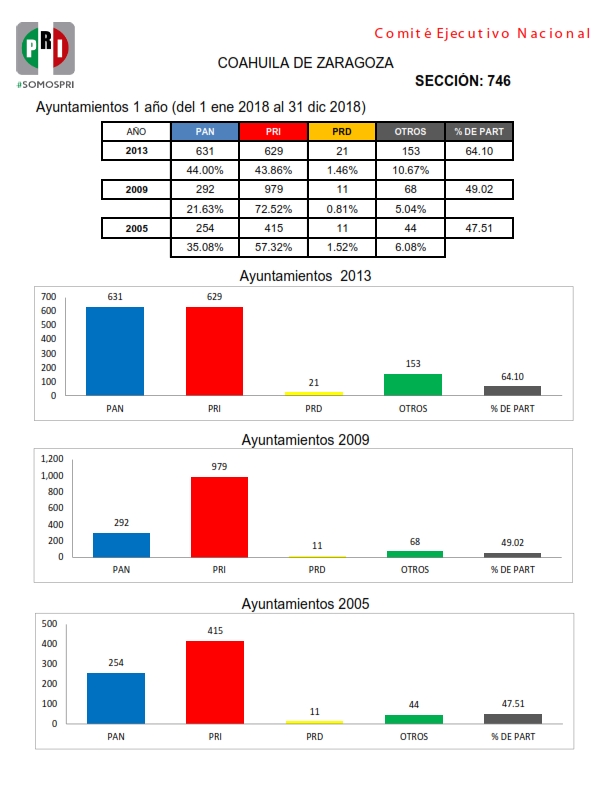 Comité Ejecutivo Nacional
PRI
#SOMOSPRI
COAHUILA DE ZARAGOZA
SECCIÓN: 746
Ayuntamientos 1 año (del 1 ene 2018 al 31 dic 2018)
AÑO PAN PRI PRD OTROS % DE PART
2013 631 629 21 153 64.10
44.00% 43.86% 1.46% 10.67%
2009 292 979 11 68 49.02
21.63% 72.52% 0.81% 5.04%
2005 254 415 11 44 47.51
35.08% 57.32% 1.52% 6.08%
Ayuntamientos 2013
700
600
500
400
300
200
100
0
631 629 21 153 64.10
PAN PRI PRD OTROS % DE PART
Ayuntamientos 2009
1,200
1,000
800
600
400
200
0
292 979 11 68 49.02
PAN PRI PRD OTROS % DE PART
Ayuntamientos 2005
500
400
300
200
100
0
254 415 11 44 47.51
PAN PRI PRD OTROS % DE PART